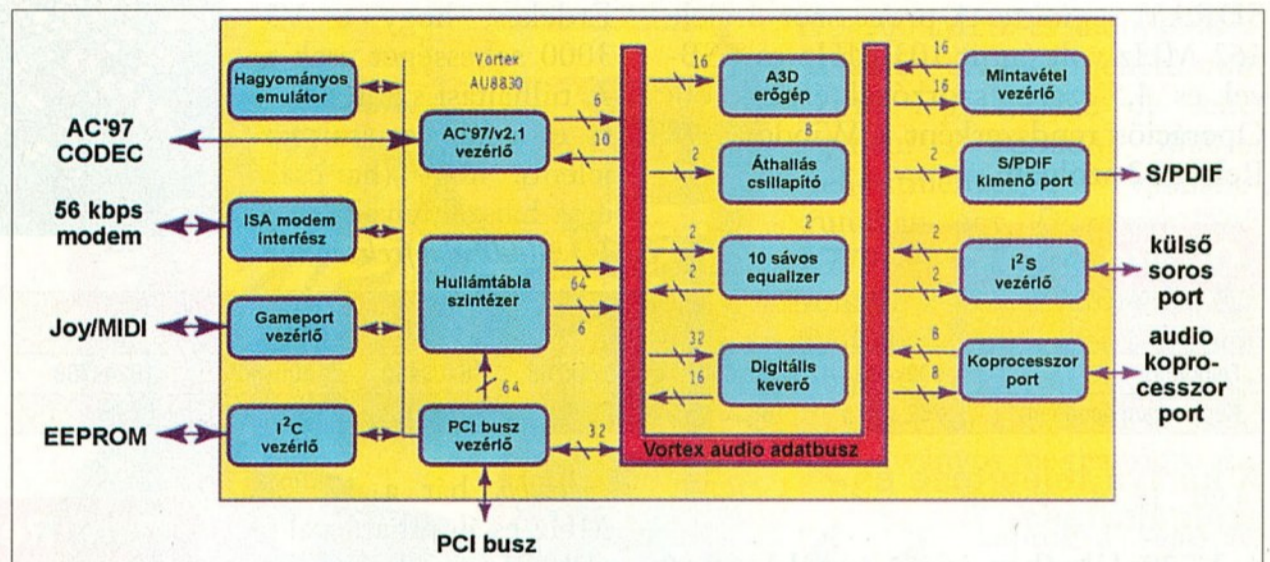 Vortex
AU8830
Hagyományos
emulátor
AC'97
CODEC
AC'97/v2.1
vezérlő
6
10
56 kbps
modem
ISA modem
interfész
Hullámtábla
szintézer
64
6
Joy/MIDI
Gameport
vezérlő
64
EEPROM
I²C
vezérlő
PCI busz
vezérlő
32
PCI busz
16
A3D
erőgép
8
2
Áthallás
csillapító
2
2
2
10 sávos
equalizer
32
16
Digitális
keverő
Vortex audio adatbusz
16
16
Mintavétel
vezérlő
2
S/PDIF
kimenő port
S/PDIF
2
2
I²S
vezérlő
külső
soros
port
8
8
Koprocesszor
port
audio
kopro-
cesszor
port